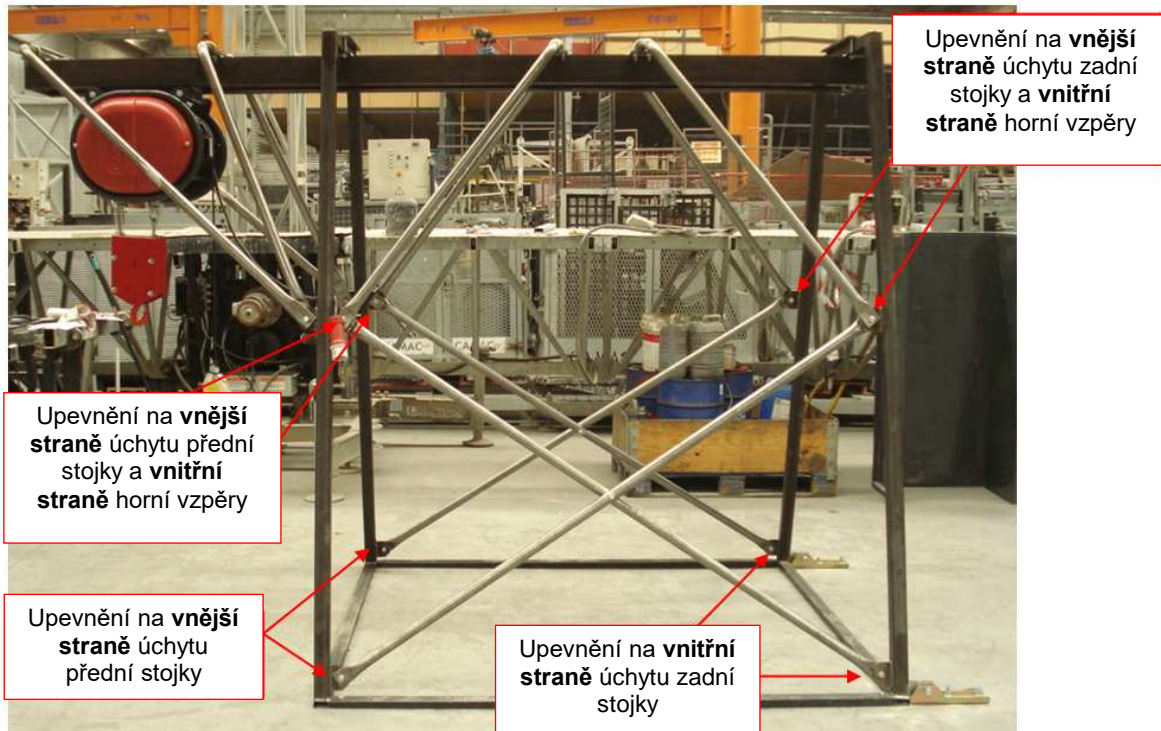 Upevnění na vnější
straně úchytu zadní
stojky a vnitřní
straně horní vzpěry
Upevnění na vnější
straně úchytu přední
stojky a vnitřní
straně horní vzpěry
Upevnění na vnější
straně úchytu
přední stojky
Upevnění na vnitřní
straně úchytu zadní
stojky